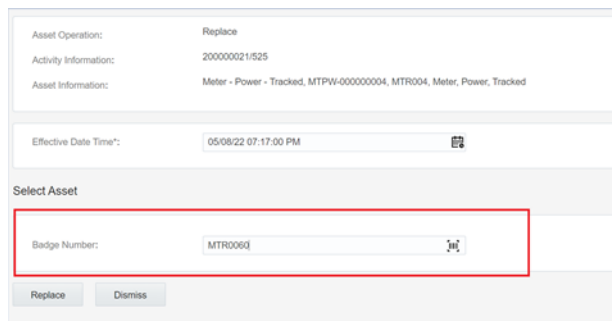 Asset Operation: Replace
Activity Information: 200000021/525
Asset Information: Meter - Power - Tracked, MTPW-000000004, MTR004, Meter, Power, Tracked
Effective Date Time*: 05/08/22 07:17:00 PM
Select Asset
Badge Number: MTR0060
Replace Dismiss